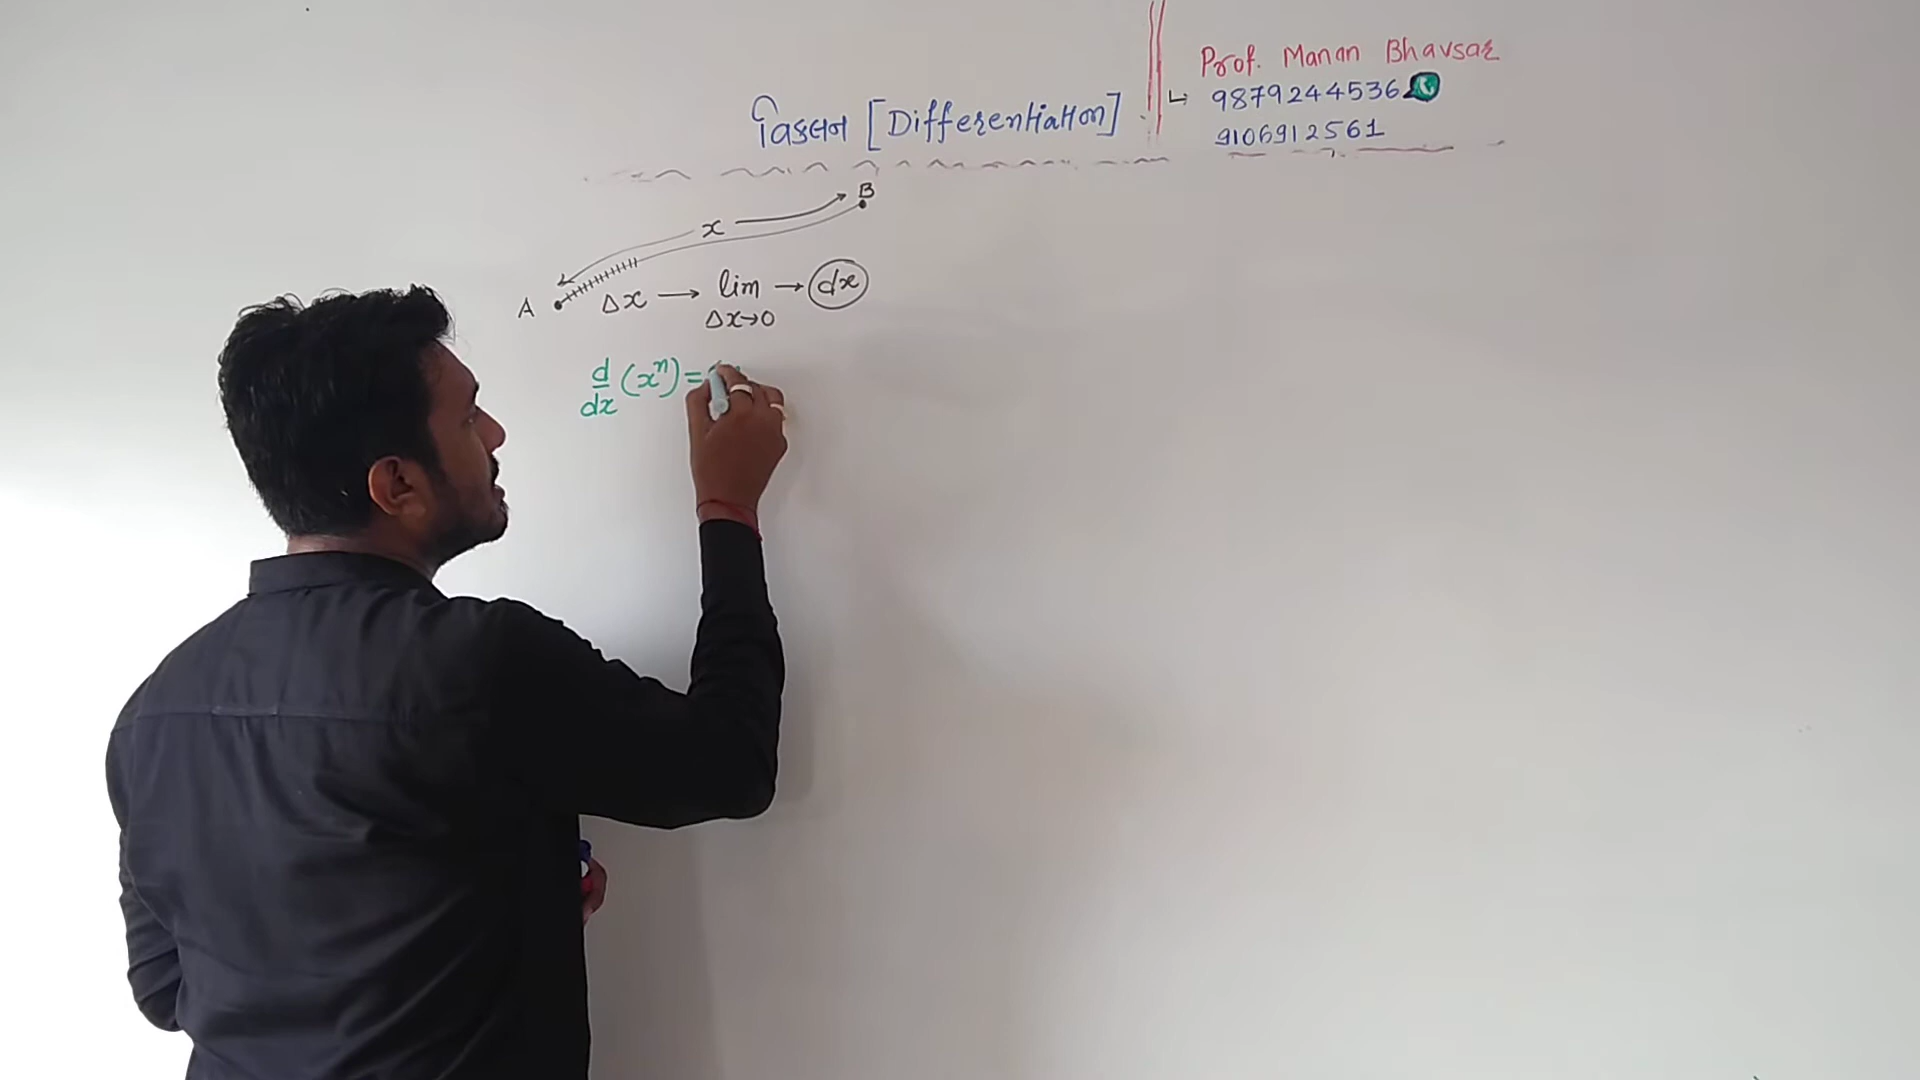 વિકલન [Differentiation]
Prof. Manan Bhavsar
↳ 9879244536
9106912561
B
x
A
Δx → lim → dx
Δx→0
d/dx (xⁿ) =